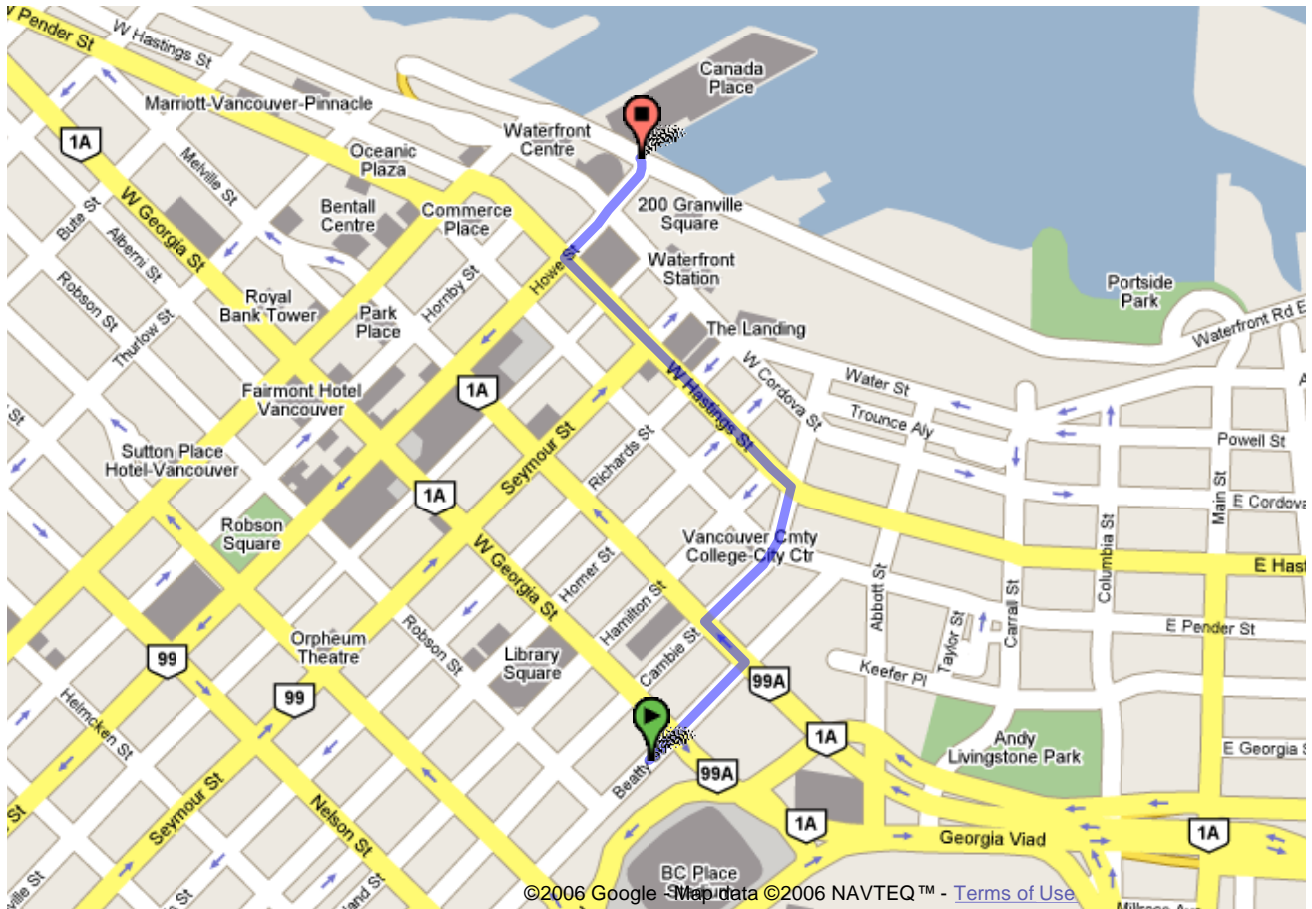 W Pender St
W Hastings St
Canada
Place
Marriott-Vancouver-Pinnacle
1A
Waterfront
Centre
Oceanic
Plaza
Melville St
W Georgia St
Bentall
Centre
Commerce
Place
200 Granville
Square
Bute St
Alberni St
Howe St
Waterfront
Station
Hornby St
Portside
Park
Robson St
Royal
Bank Tower
Park
Place
The Landing
Waterfront Rd E
Thurlow St
W Cordova St
Water St
Fairmont Hotel
Vancouver
1A
W Hastings St
Trounce Aly
Sutton Place
Hotel-Vancouver
Seymour St
Richards St
Powell St
Main St
1A
E Cordova
Robson
Square
Vancouver Cmty
College-City Ctr
Columbia St
W Georgia St
Homer St
Abbott St
Carrall St
E Hast
Hamilton St
Taylor St
E Pender St
Orpheum
Theatre
Robson St
Library
Square
Cambie St
Keefer Pl
99
99
99A
Helmcken St
1A
Andy
Livingstone Park
E Georgia S
Beatty
99A
Seymour St
Nelson St
1A
Georgia Viad
1A
BC Place
©2006 Google - Map data ©2006 NAVTEQ™ - Terms of Use